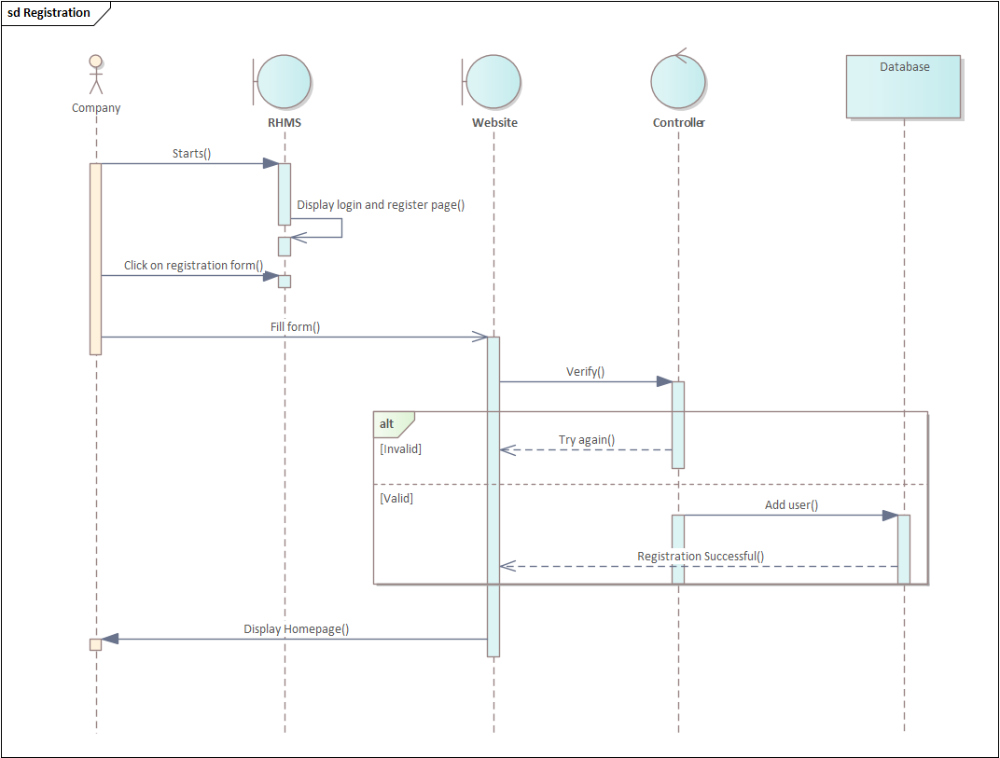 sd Registration
Company
RHMS
Website
Controller
Database
Starts()
Display login and register page()
Click on registration form()
Fill form()
Verify()
alt
[Invalid]
Try again()
[Valid]
Add user()
Registration Successful()
Display Homepage()